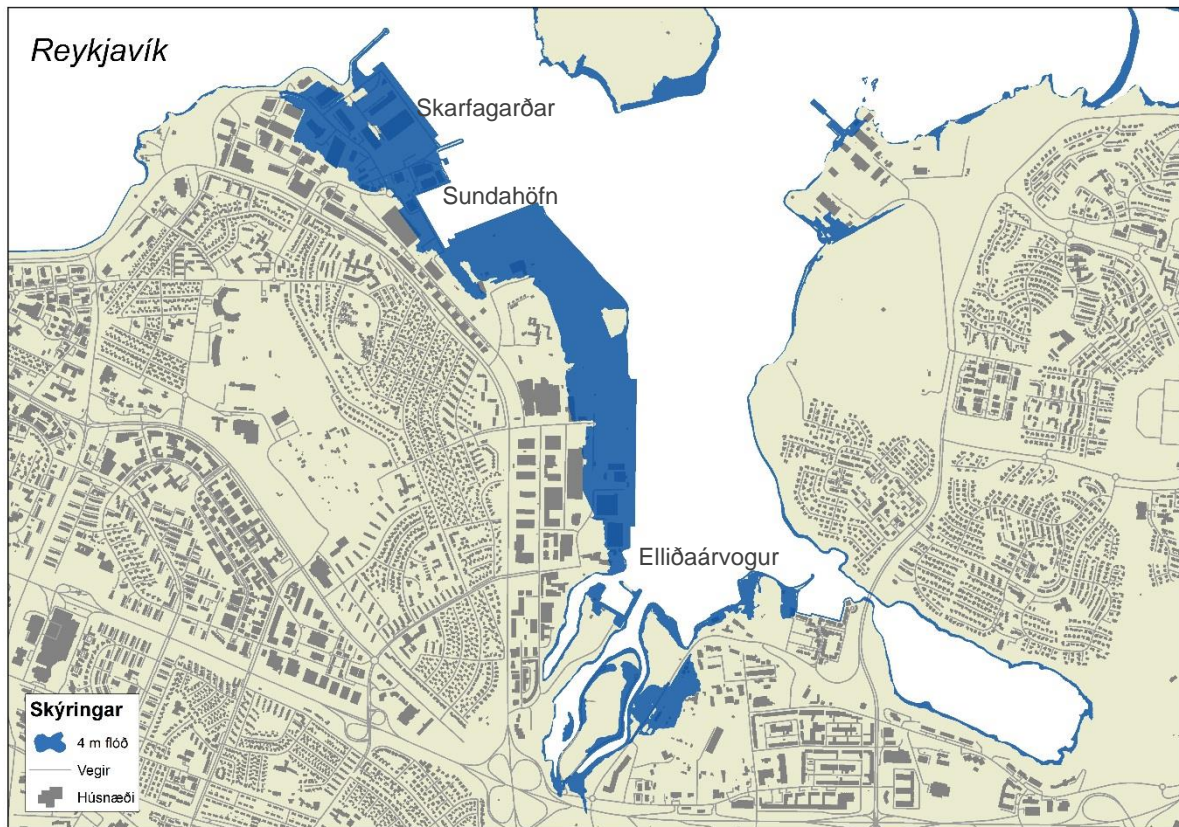 Reykjavík
Skarfagarðar
Sundahöfn
Elliðaárvogur
Skýringar
4 m flóð
Vegir
Húsnæði